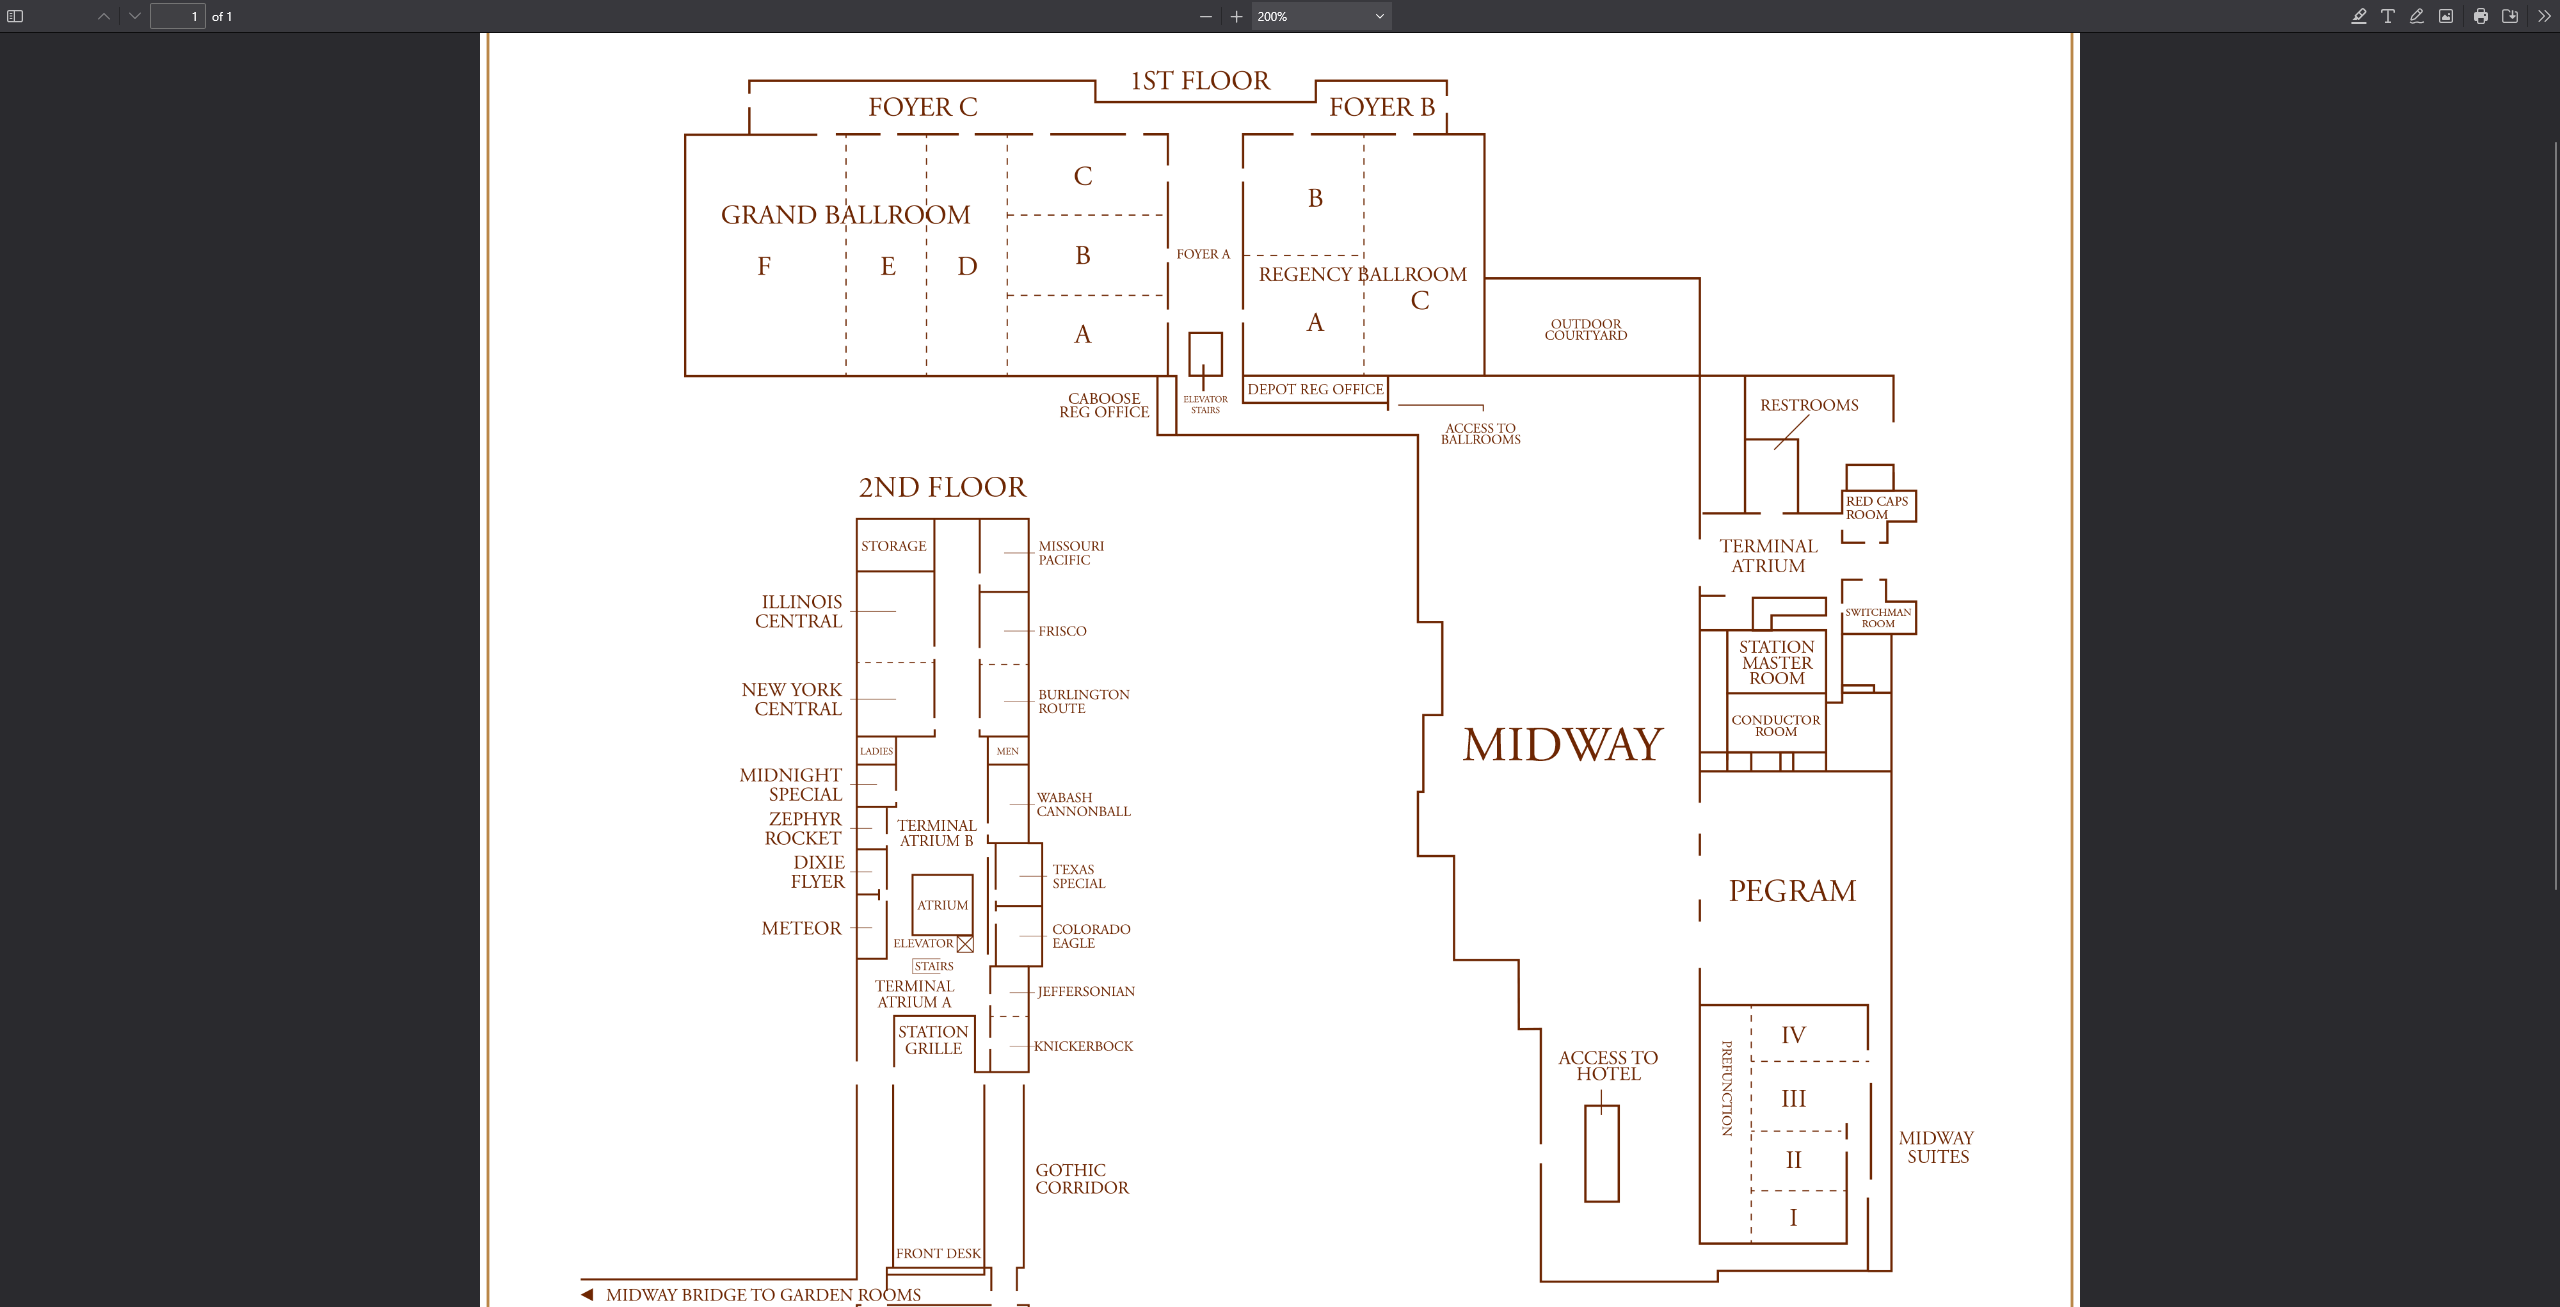 1
of 1
200%
1ST FLOOR
FOYER C
FOYER B
C
GRAND BALLROOM
B
F
E
D
B
A
FOYER A
REGENCY BALLROOM
C
A
OUTDOOR
COURTYARD
CABOOSE
REG OFFICE
ELEVATOR
STAIRS
DEPOT REG OFFICE
ACCESS TO
BALLROOMS
RESTROOMS
RED CAPS
ROOM
TERMINAL
ATRIUM
SWITCHMAN
ROOM
STATION
MASTER
ROOM
CONDUCTOR
ROOM
MIDWAY
PEGRAM
PREFUNCTION
IV
III
II
I
MIDWAY
SUITES
ACCESS TO
HOTEL
2ND FLOOR
STORAGE
MISSOURI
PACIFIC
ILLINOIS
CENTRAL
FRISCO
NEW YORK
CENTRAL
BURLINGTON
ROUTE
LADIES
MEN
MIDNIGHT
SPECIAL
WABASH
CANNONBALL
ZEPHYR
ROCKET
TERMINAL
ATRIUM B
DIXIE
FLYER
TEXAS
SPECIAL
ATRIUM
METEOR
COLORADO
EAGLE
ELEVATOR
STAIRS
TERMINAL
ATRIUM A
JEFFERSONIAN
STATION
GRILLE
KNICKERBOCK
GOTHIC
CORRIDOR
FRONT DESK
MIDWAY BRIDGE TO GARDEN ROOMS